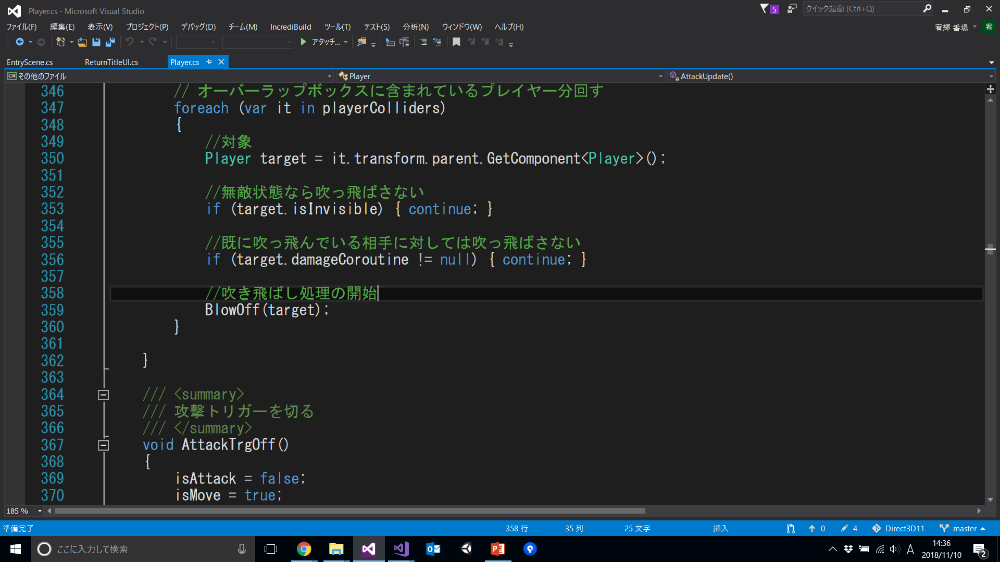 Player.cs - Microsoft Visual Studio
5
クイック起動 (Ctrl+Q)
ファイル(F) 編集(E) 表示(V) プロジェクト(P) デバッグ(D) チーム(M) IncrediBuild ツール(T) テスト(S) 分析(N) ウィンドウ(W) ヘルプ(H)
宥輝 番場 宥
アタッチ...
EntryScene.cs ReturnTitleUI.cs Player.cs
C# その他のファイル Player AttackUpdate()
346 // オーバーラップボックスに含まれているプレイヤー分回す
347 foreach (var it in playerColliders)
348 {
349 //対象
350 Player target = it.transform.parent.GetComponent<Player>();
351
352 //無敵状態なら吹っ飛ばさない
353 if (target.isInvisible) { continue; }
354
355 //既に吹っ飛んでいる相手に対しては吹っ飛ばさない
356 if (target.damageCoroutine != null) { continue; }
357
358 //吹き飛ばし処理の開始
359 BlowOff(target);
360 }
361
362 }
363
364 /// <summary>
365 /// 攻撃トリガーを切る
366 /// </summary>
367 void AttackTrgOff()
368 {
369 isAttack = false;
370 isMove = true;
185 %
準備完了 358 行 35 列 25 文字 挿入 0 4 Direct3D11 master
ここに入力して検索
A
14:36
2018/11/10
2